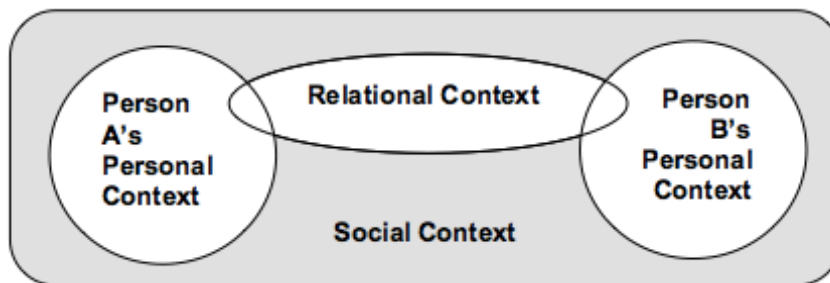 Person
A's
Personal
Context
Relational Context
Person
B's
Personal
Context
Social Context